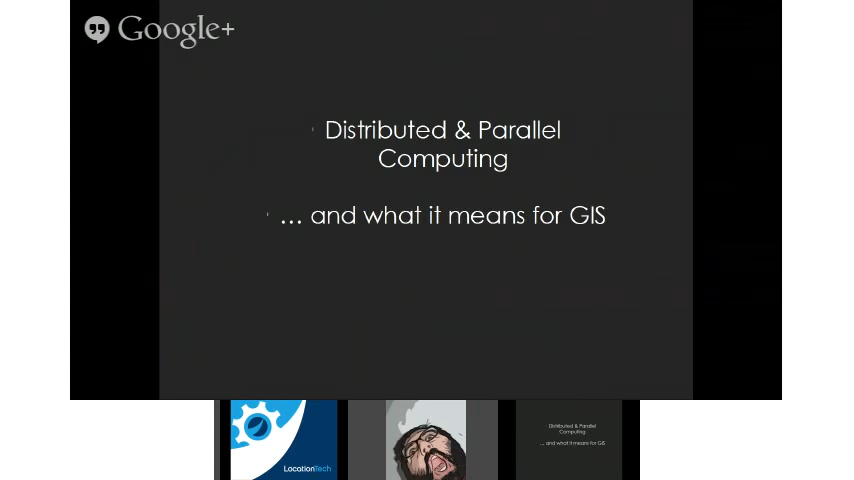 Google+
Distributed & Parallel
Computing
... and what it means for GIS
LocationTech
Distributed & Parallel
Computing
... and what it means for GIS